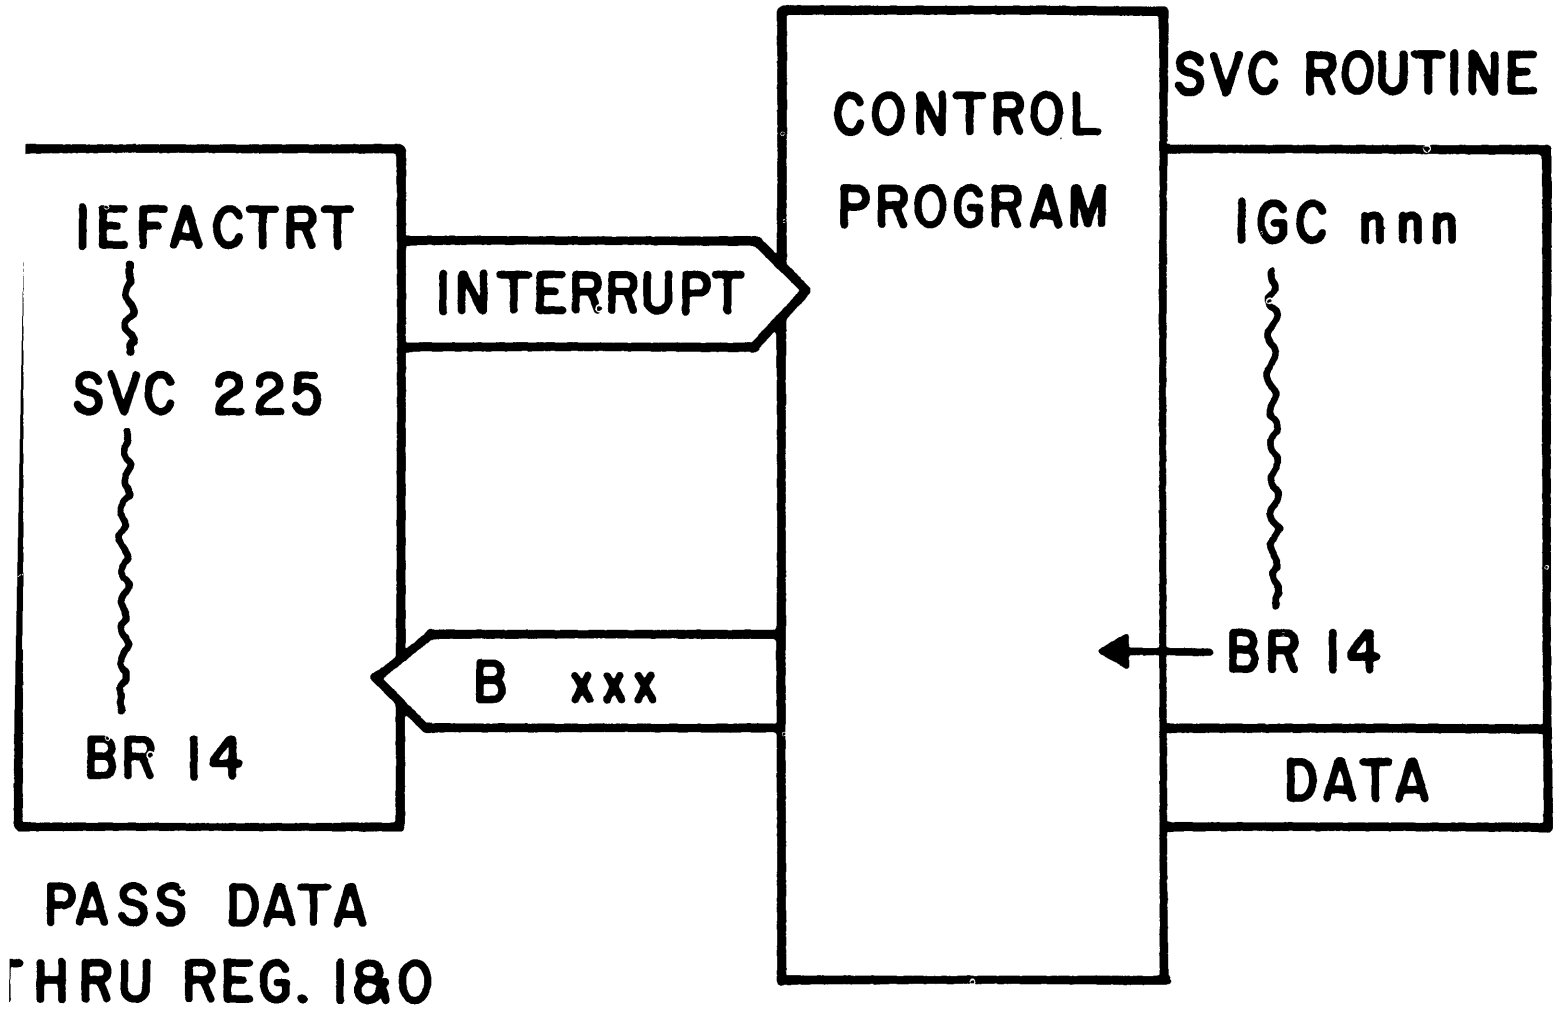 CONTROL
PROGRAM
SVC ROUTINE
IEFACTRT
SVC 225
BR 14
INTERRUPT
B xxx
IGC nnn
BR 14
DATA
PASS DATA
THRU REG. 1&0